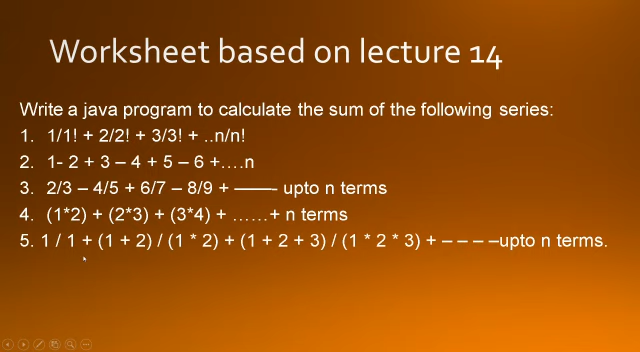 Worksheet based on lecture 14
Write a java program to calculate the sum of the following series:
1. 1/1! + 2/2! + 3/3! + ..n/n!
2. 1- 2 + 3 – 4 + 5 – 6 +….n
3. 2/3 – 4/5 + 6/7 – 8/9 + ——- upto n terms
4. (1*2) + (2*3) + (3*4) + ……+ n terms
5. 1 / 1 + (1 + 2) / (1 * 2) + (1 + 2 + 3) / (1 * 2 * 3) + – – – –upto n terms.